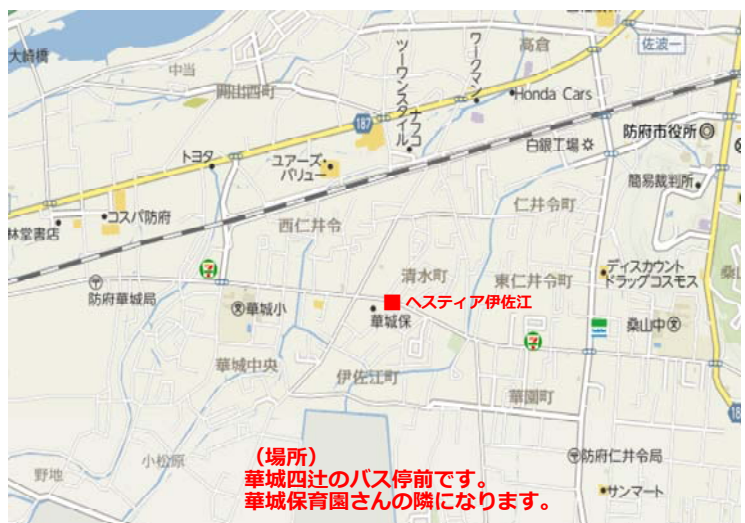 大崎橋
中当
開出西町
ツーワンスタイル
ナフコ
ワークマン
高倉
佐波一
Honda Cars
187
防府市役所
白銀工場
トヨタ
ユアーズ・バリュー
簡易裁判所
コスパ防府
林堂書店
西仁井令
仁井令町
清水町
東仁井令町
ディスカウント
ドラッグコスモス
防府華城局
華城小
ヘスティア伊佐江
華城保
桑山中
華城中央
伊佐江町
華園町
野地
小松原
防府仁井令局
サンマート
(場所)
華城四辻のバス停前です。
華城保育園さんの隣になります。